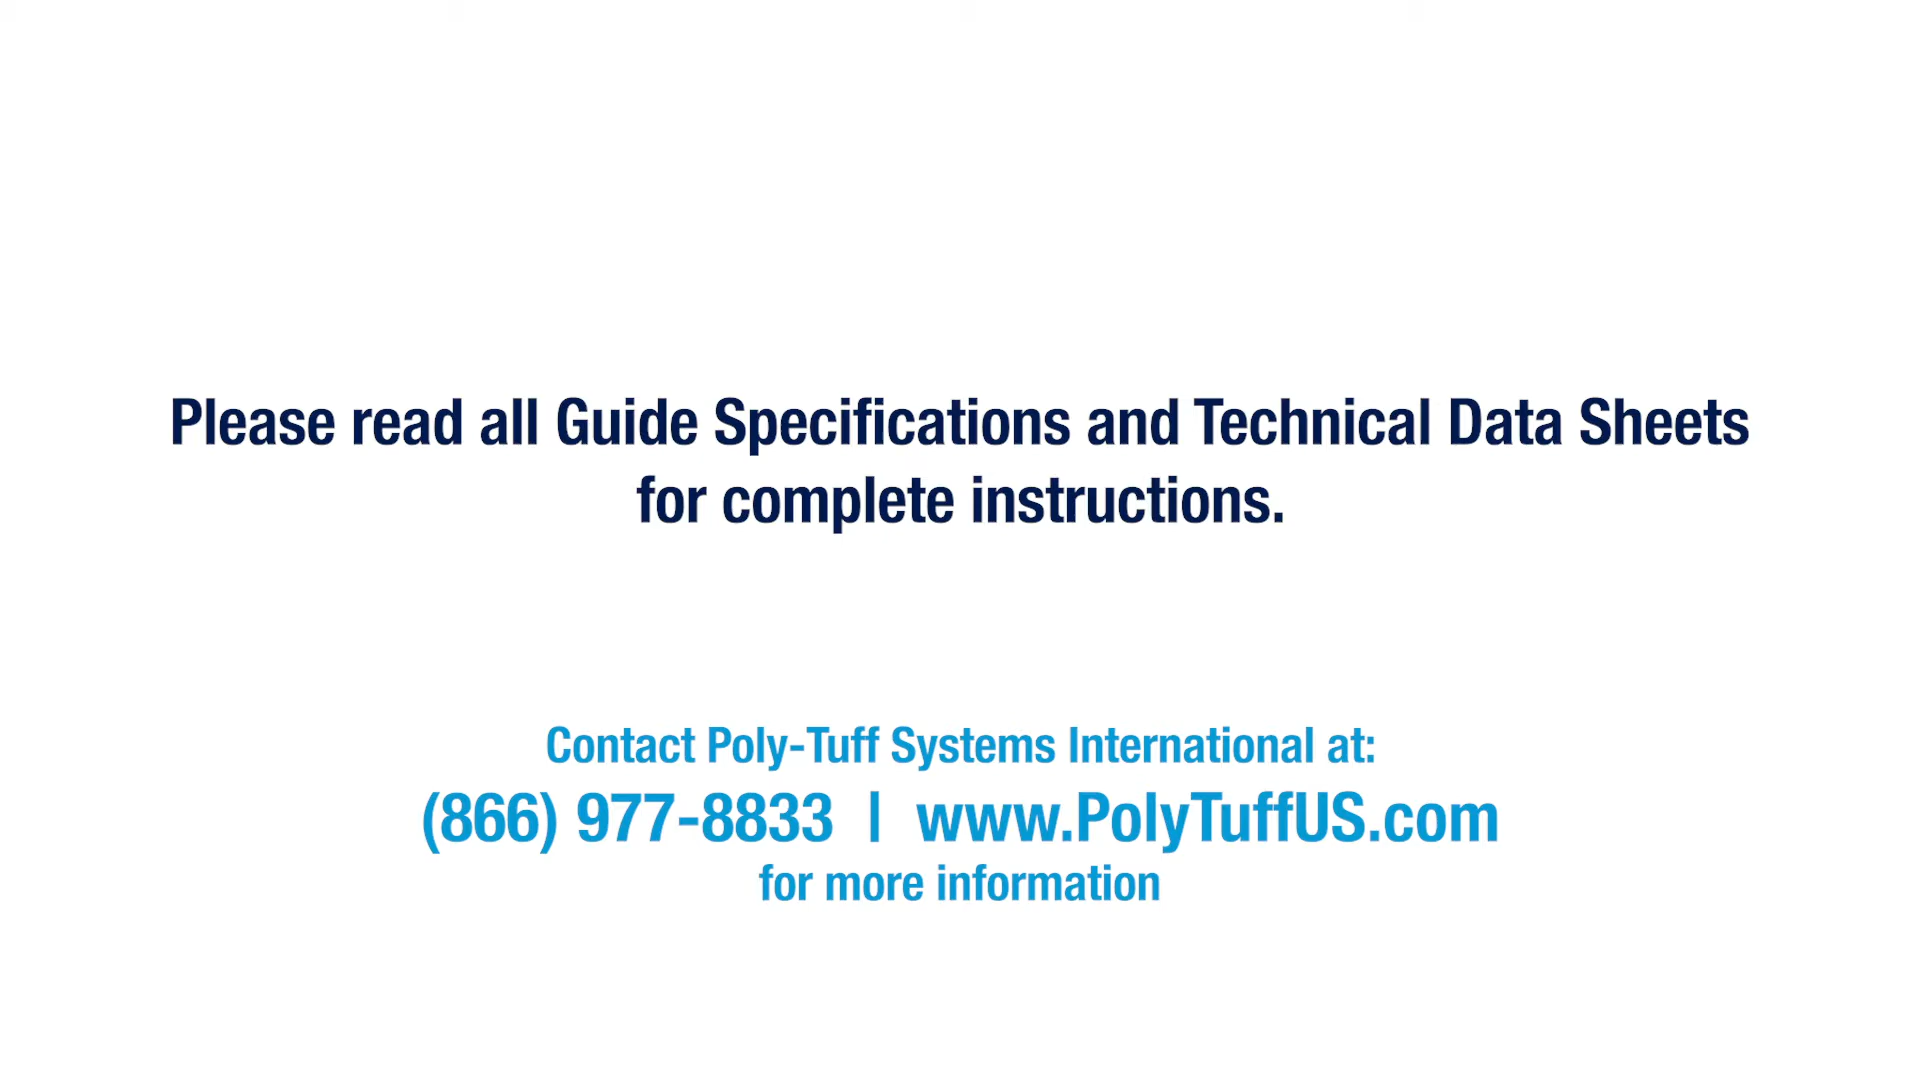 Please read all Guide Specifications and Technical Data Sheets
for complete instructions.
Contact Poly-Tuff Systems International at:
(866) 977-8833 | www.PolyTuffUS.com
for more information